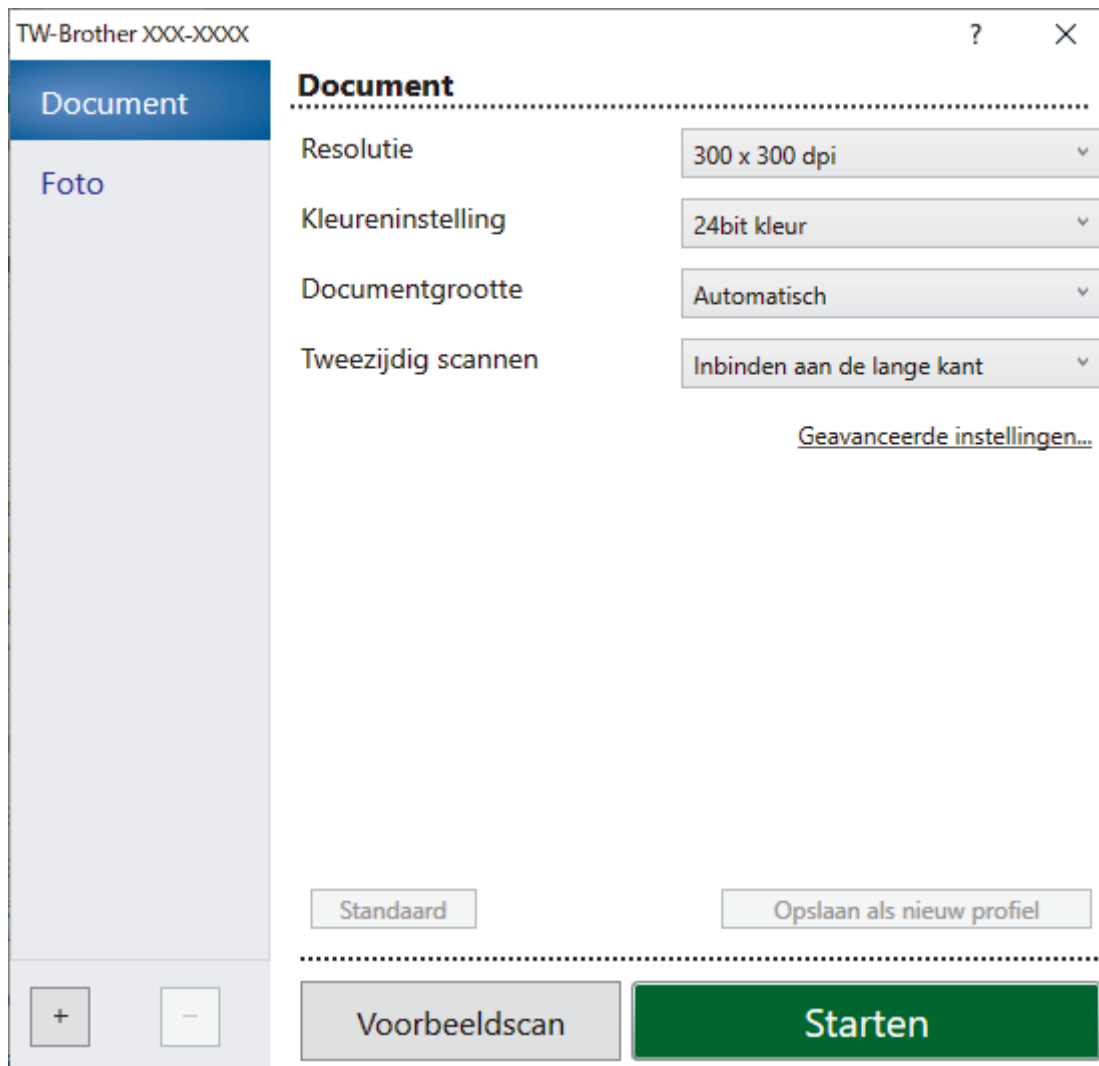 TW-Brother XXX-XXXX ?
Document
Foto
Document
Resolutie 300 x 300 dpi
Kleureninstelling 24bit kleur
Documentgrootte Automatisch
Tweezijdig scannen Inbinden aan de lange kant
Geavanceerde instellingen...
Standaard Opslaan als nieuw profiel
+ − Voorbeeldscan Starten